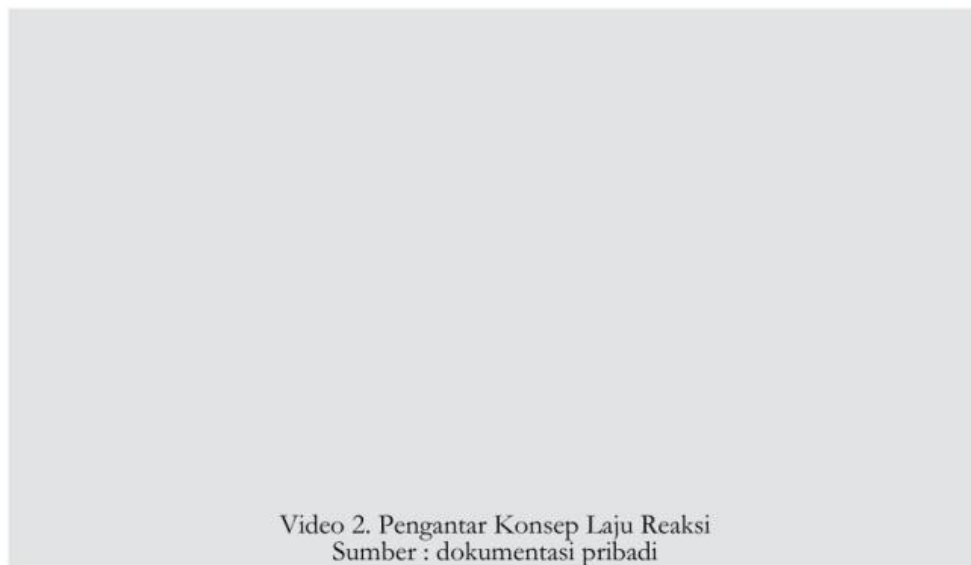 Video 2. Pengantar Konsep Laju Reaksi
Sumber : dokumentasi pribadi